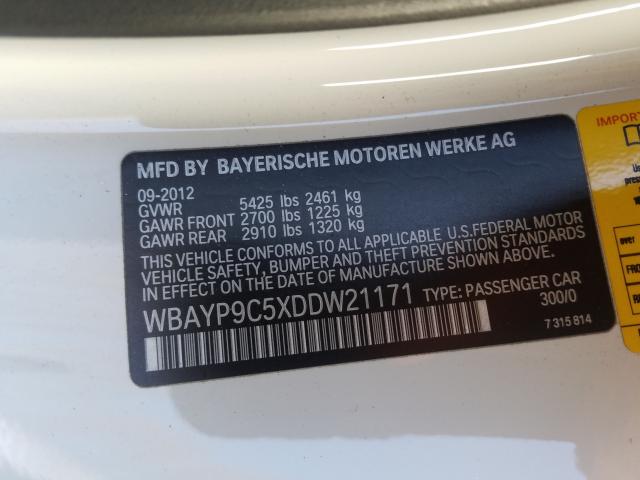 MFD BY BAYERISCHE MOTOREN WERKE AG
09-2012
GVWR 5425 lbs 2461 kg
GAWR FRONT 2700 lbs 1225 kg
GAWR REAR 2910 lbs 1320 kg
THIS VEHICLE CONFORMS TO ALL APPLICABLE U.S.FEDERAL MOTOR
VEHICLE SAFETY, BUMPER AND THEFT PREVENTION STANDARDS
IN EFFECT ON THE DATE OF MANUFACTURE SHOWN ABOVE.
WBAYP9C5XDDW21171 TYPE: PASSENGER CAR
300/0
7 315 814